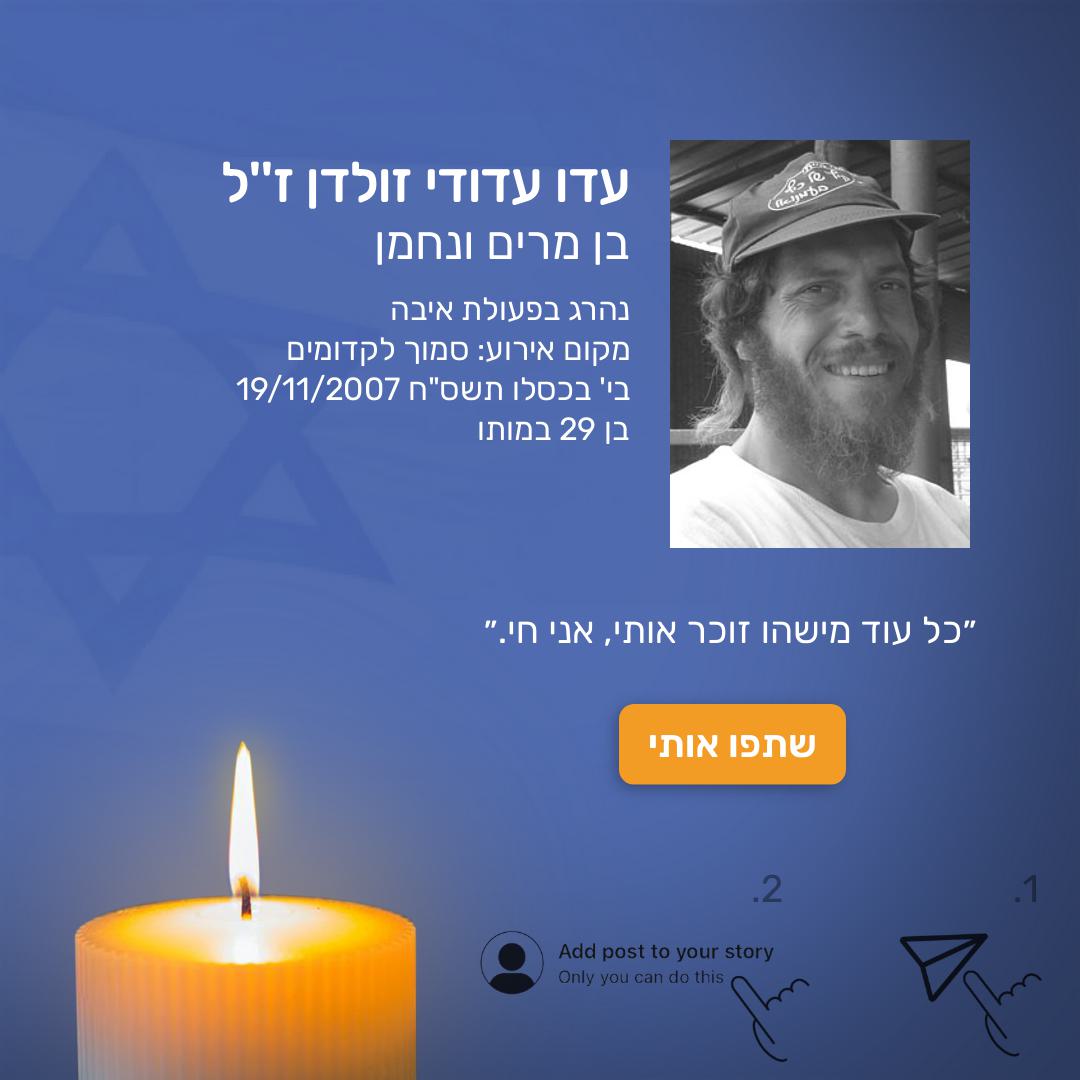 עדו עדודי זולדן ז"ל
בן מרים ונחמן
נהרג בפעולת איבה
מקום אירוע: סמוך לקדומים
בי' בכסלו תשס"ח 19/11/2007
בן 29 במותו
״כל עוד מישהו זוכר אותי, אני חי.״
שתפו אותי
.1
.2
Add post to your story
Only you can do this